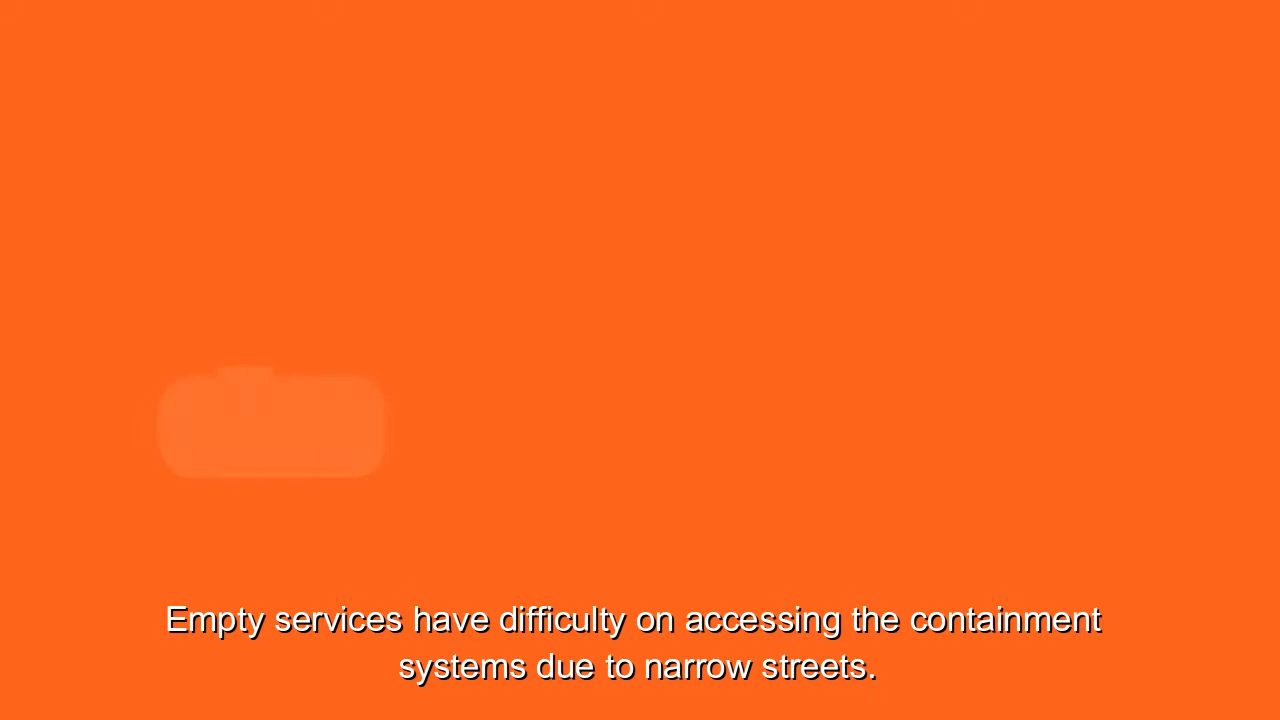 Empty services have difficulty on accessing the containment
systems due to narrow streets.